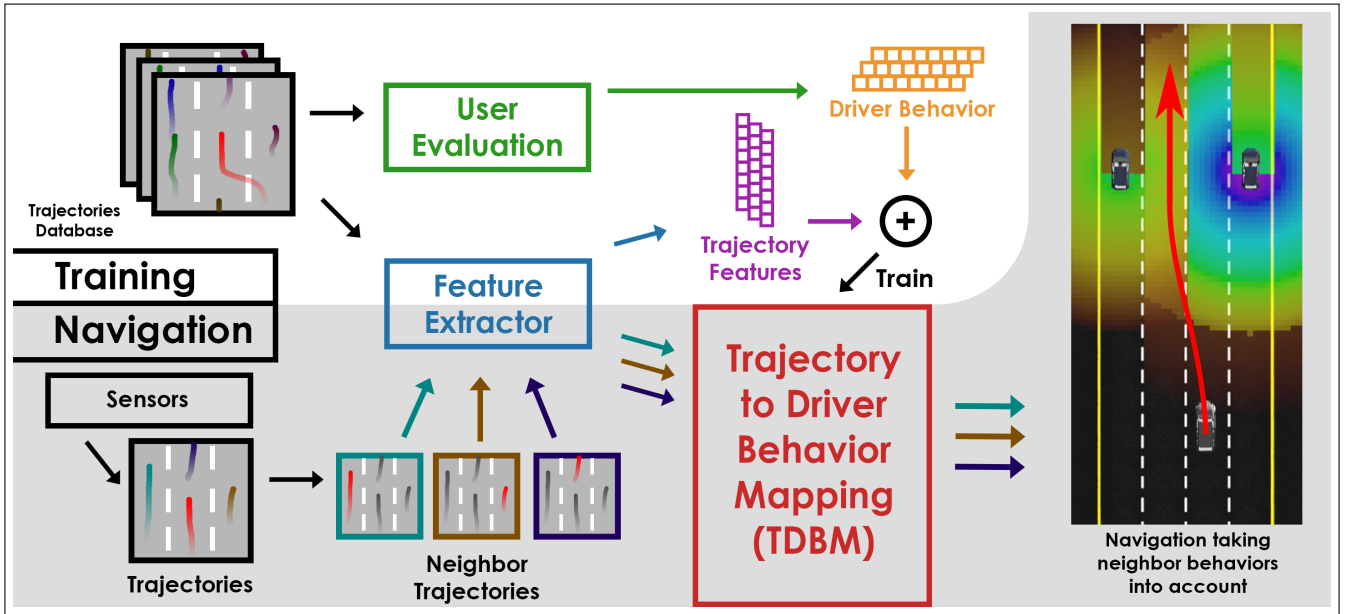 User
Evaluation
Driver Behavior
Trajectories
Database
Trajectory
Features
+
Train
Training
Navigation
Feature
Extractor
Sensors
Trajectories
Neighbor
Trajectories
Trajectory
to Driver
Behavior
Mapping
(TDBM)
Navigation taking
neighbor behaviors
into account